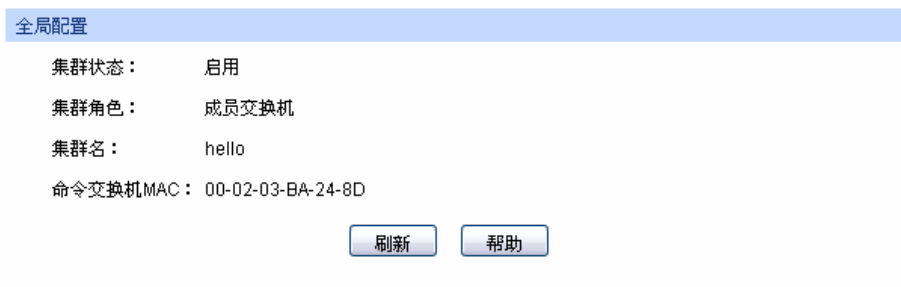 全局配置
集群状态： 启用
集群角色： 成员交换机
集群名： hello
命令交换机MAC： 00-02-03-BA-24-8D
刷新 帮助